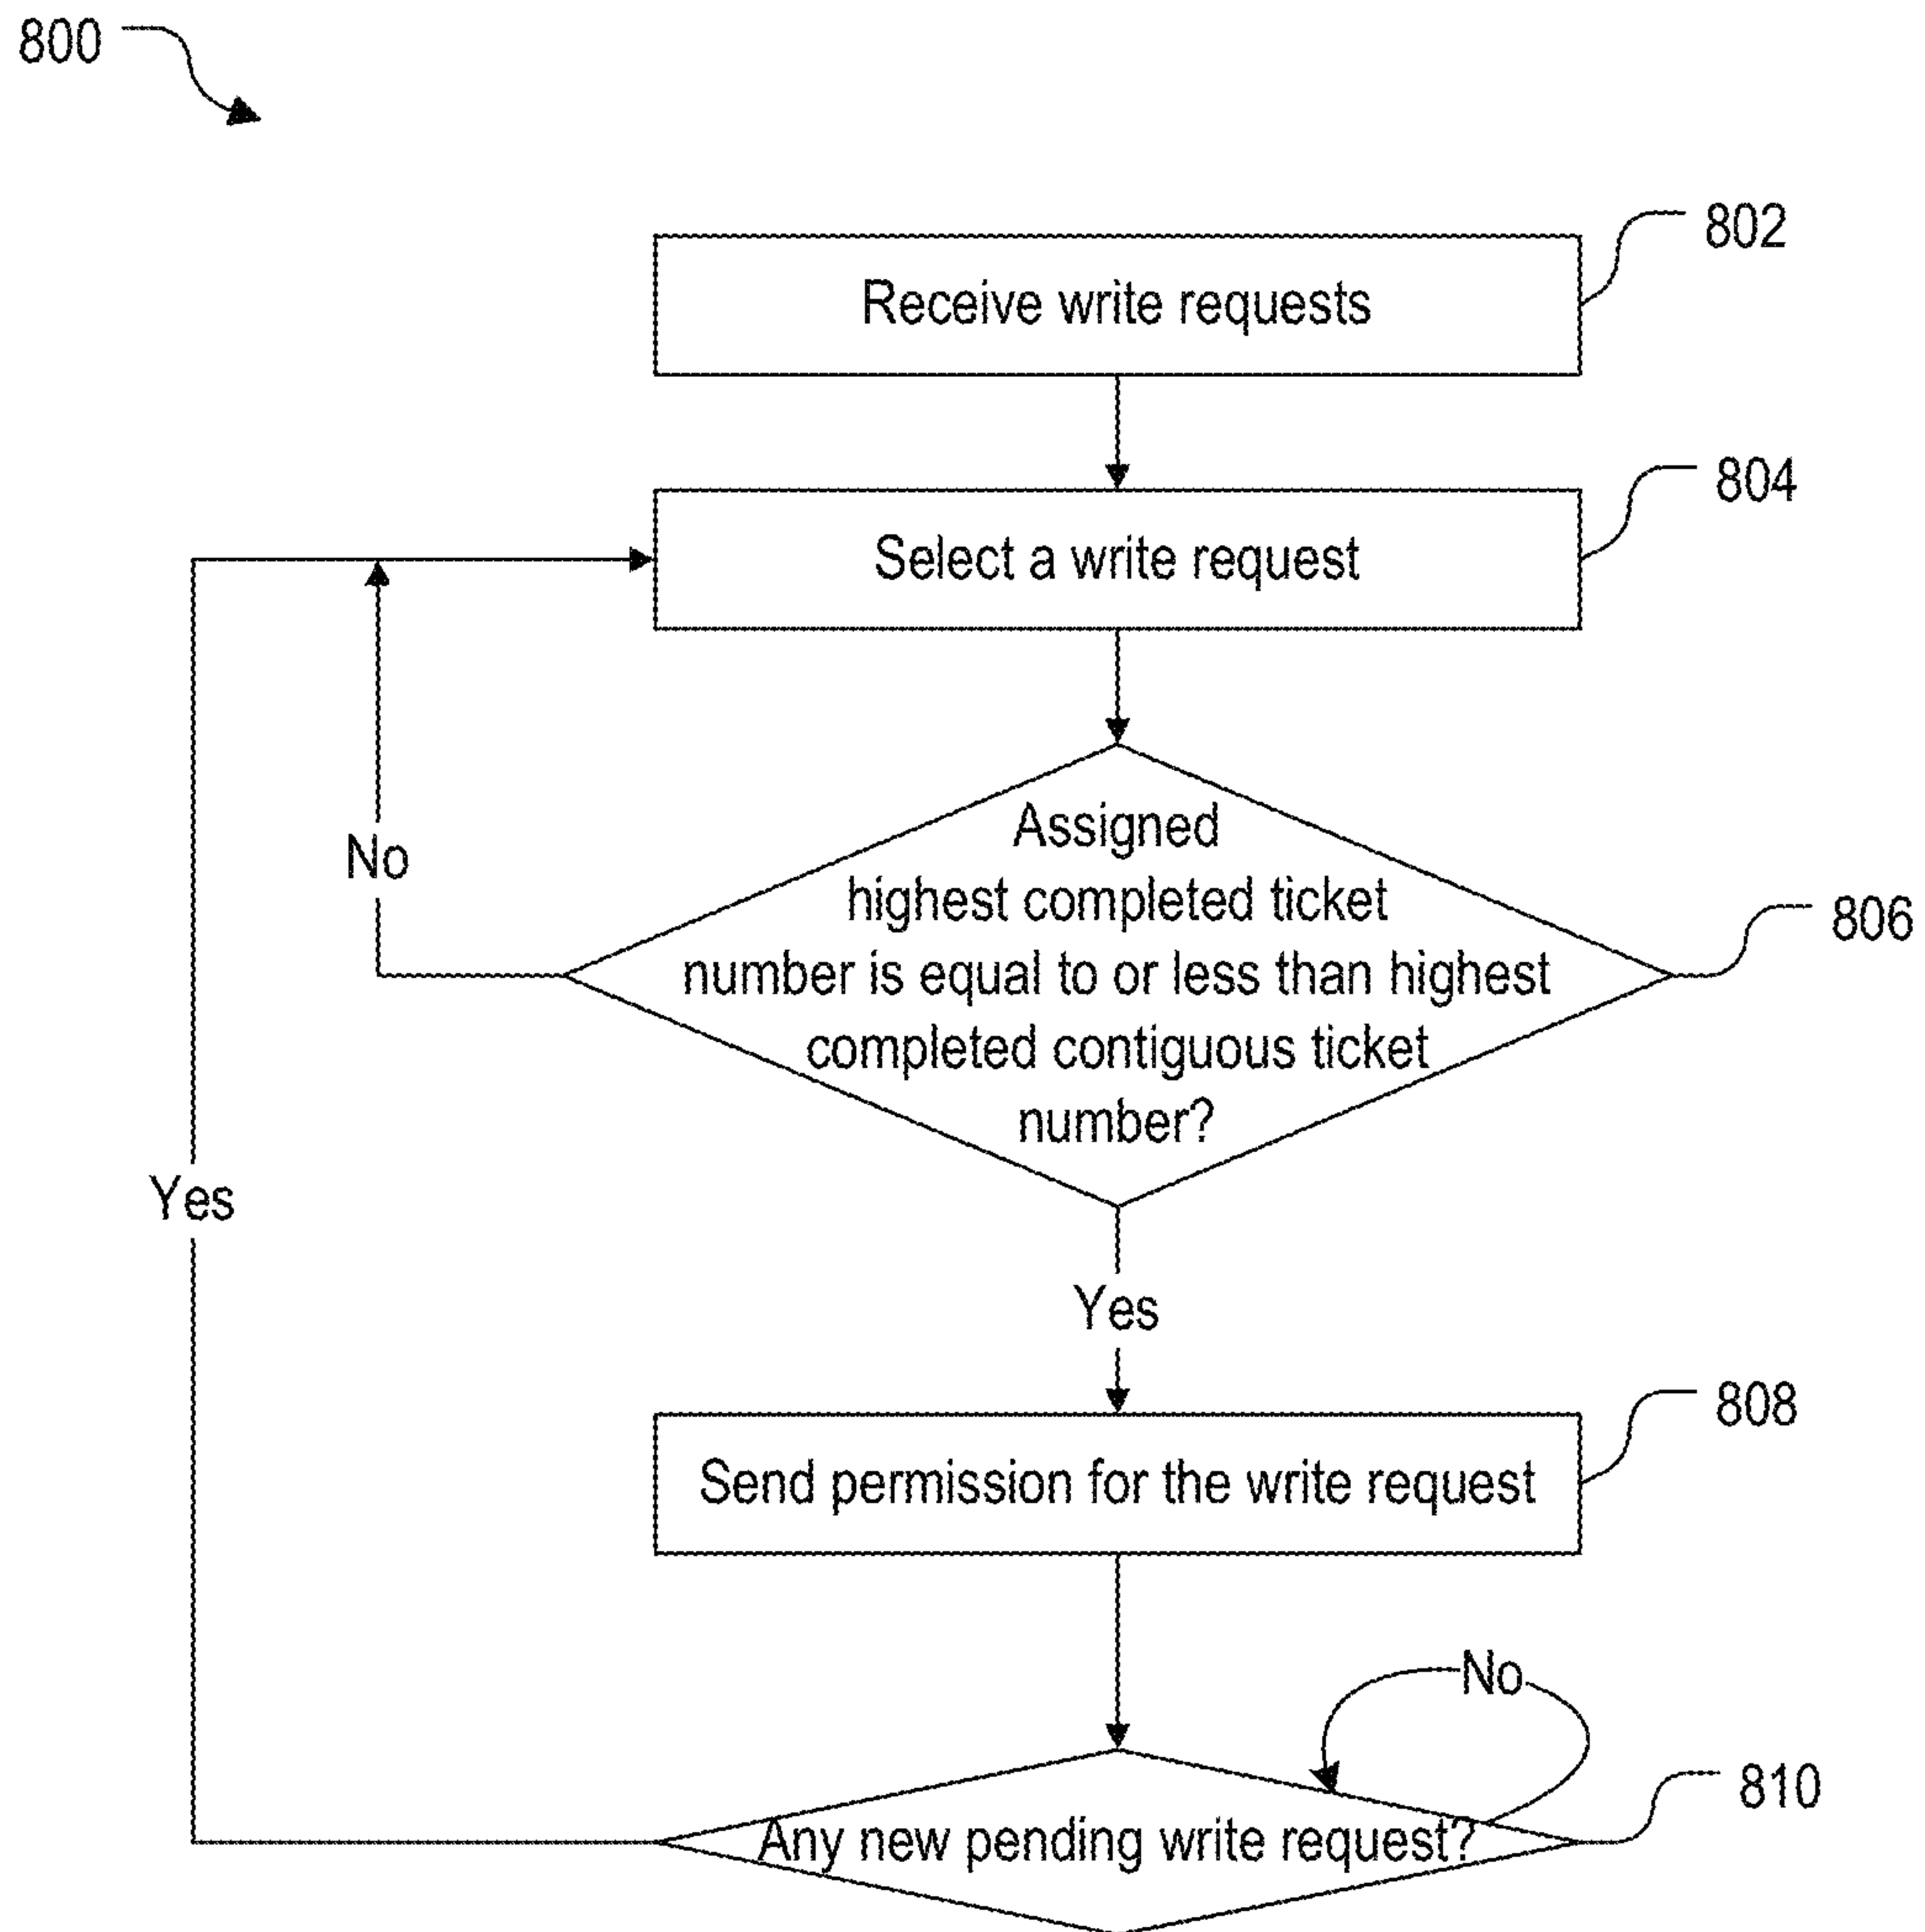 800
802
Receive write requests
804
Select a write request
Assigned
highest completed ticket
number is equal to or less than highest
completed contiguous ticket
number?
806
No
Yes
Yes
808
Send permission for the write request
No
810
Any new pending write request?